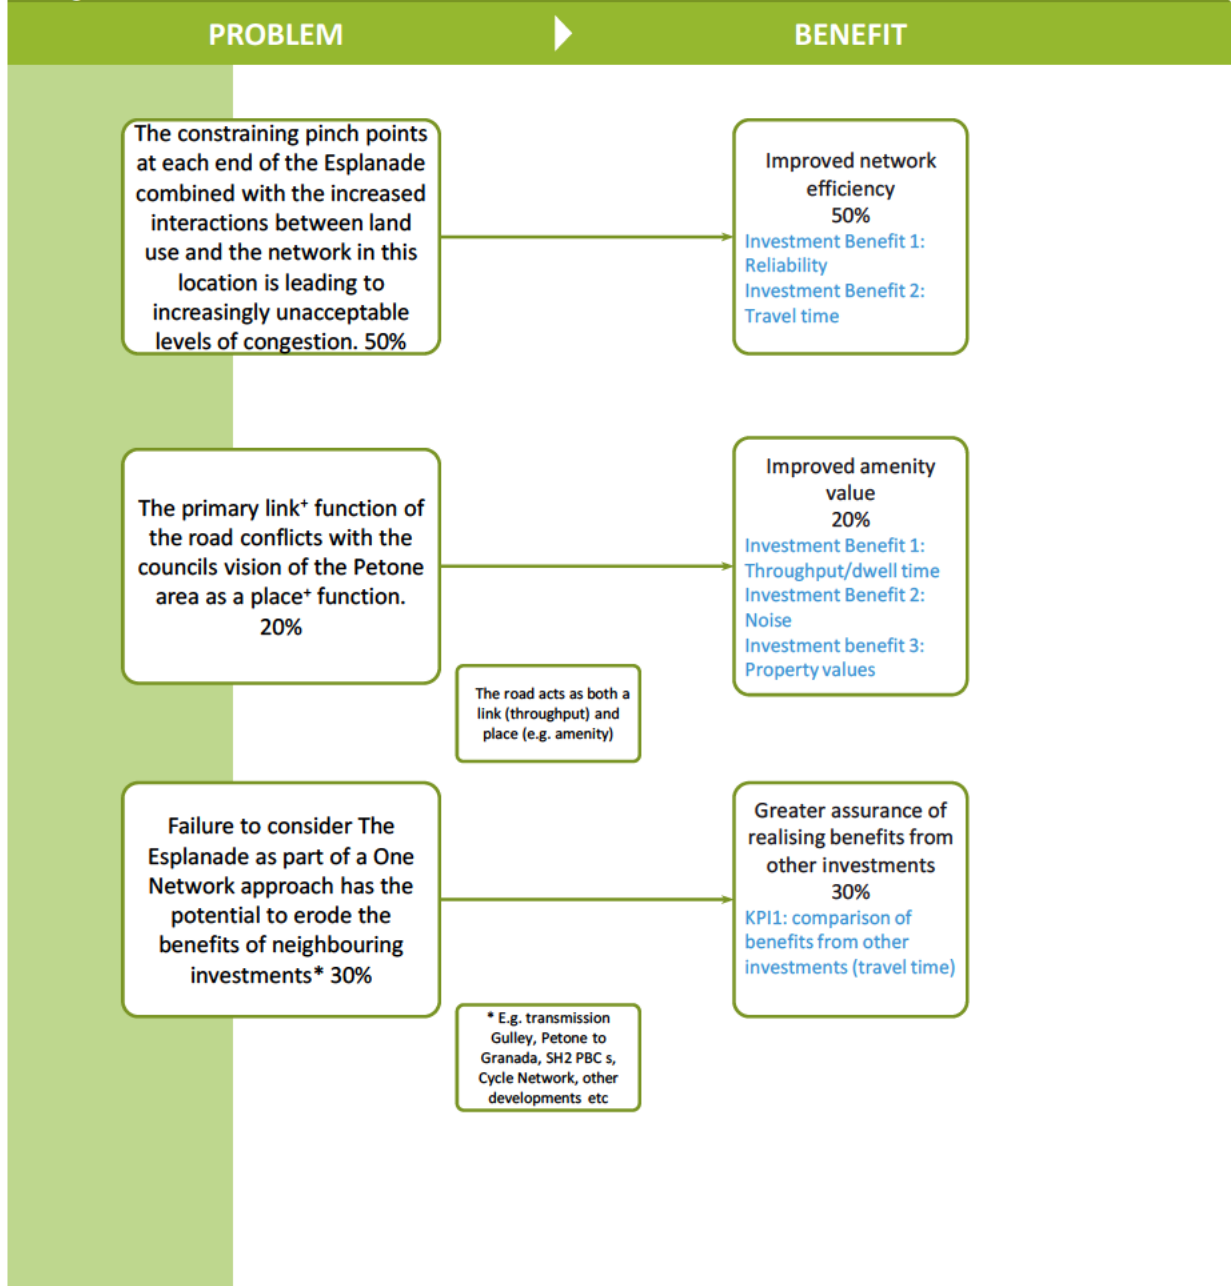 PROBLEM
BENEFIT
The constraining pinch points
at each end of the Esplanade
combined with the increased
interactions between land
use and the network in this
location is leading to
increasingly unacceptable
levels of congestion. 50%
Improved network
efficiency
50%
Investment Benefit 1:
Reliability
Investment Benefit 2:
Travel time
The primary link⁺ function of
the road conflicts with the
councils vision of the Petone
area as a place⁺ function.
20%
Improved amenity
value
20%
Investment Benefit 1:
Throughput/dwell time
Investment Benefit 2:
Noise
Investment benefit 3:
Property values
The road acts as both a
link (throughput) and
place (e.g. amenity)
Failure to consider The
Esplanade as part of a One
Network approach has the
potential to erode the
benefits of neighbouring
investments* 30%
Greater assurance of
realising benefits from
other investments
30%
KPI1: comparison of
benefits from other
investments (travel time)
* E.g. transmission
Gulley, Petone to
Granada, SH2 PBC s,
Cycle Network, other
developments etc